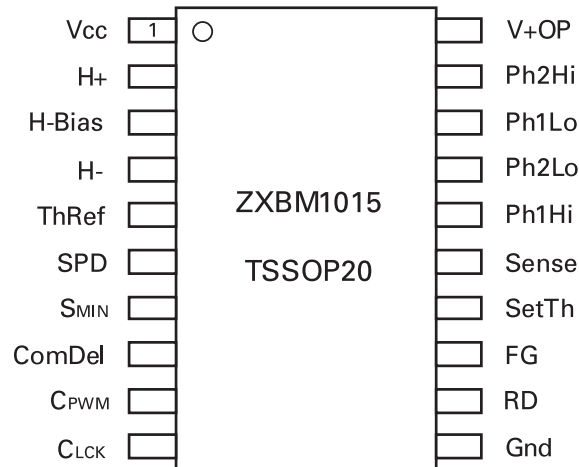 Vcc 1 V+OP
H+ Ph2Hi
H-Bias Ph1Lo
H- Ph2Lo
ThRef Ph1Hi
ZXBM1015
SPD Sense
TSSOP20
SMIN SetTh
ComDel FG
CPWM RD
CLCK Gnd